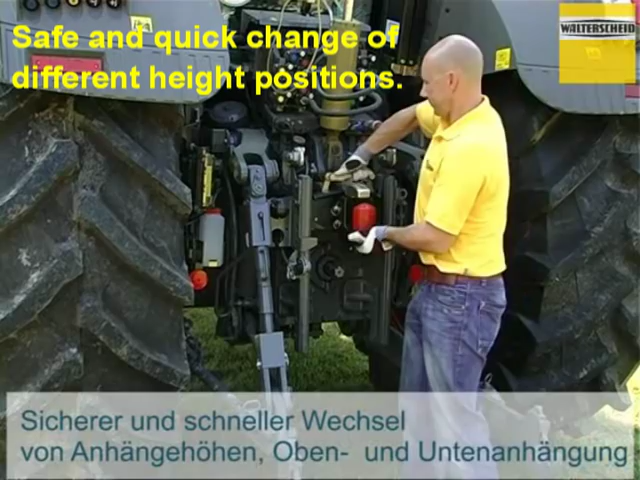 Safe and quick change of
different height positions.
WALTERSCHEID
Sicherer und schneller Wechsel
von Anhängehöhen, Oben- und Untenanhängung